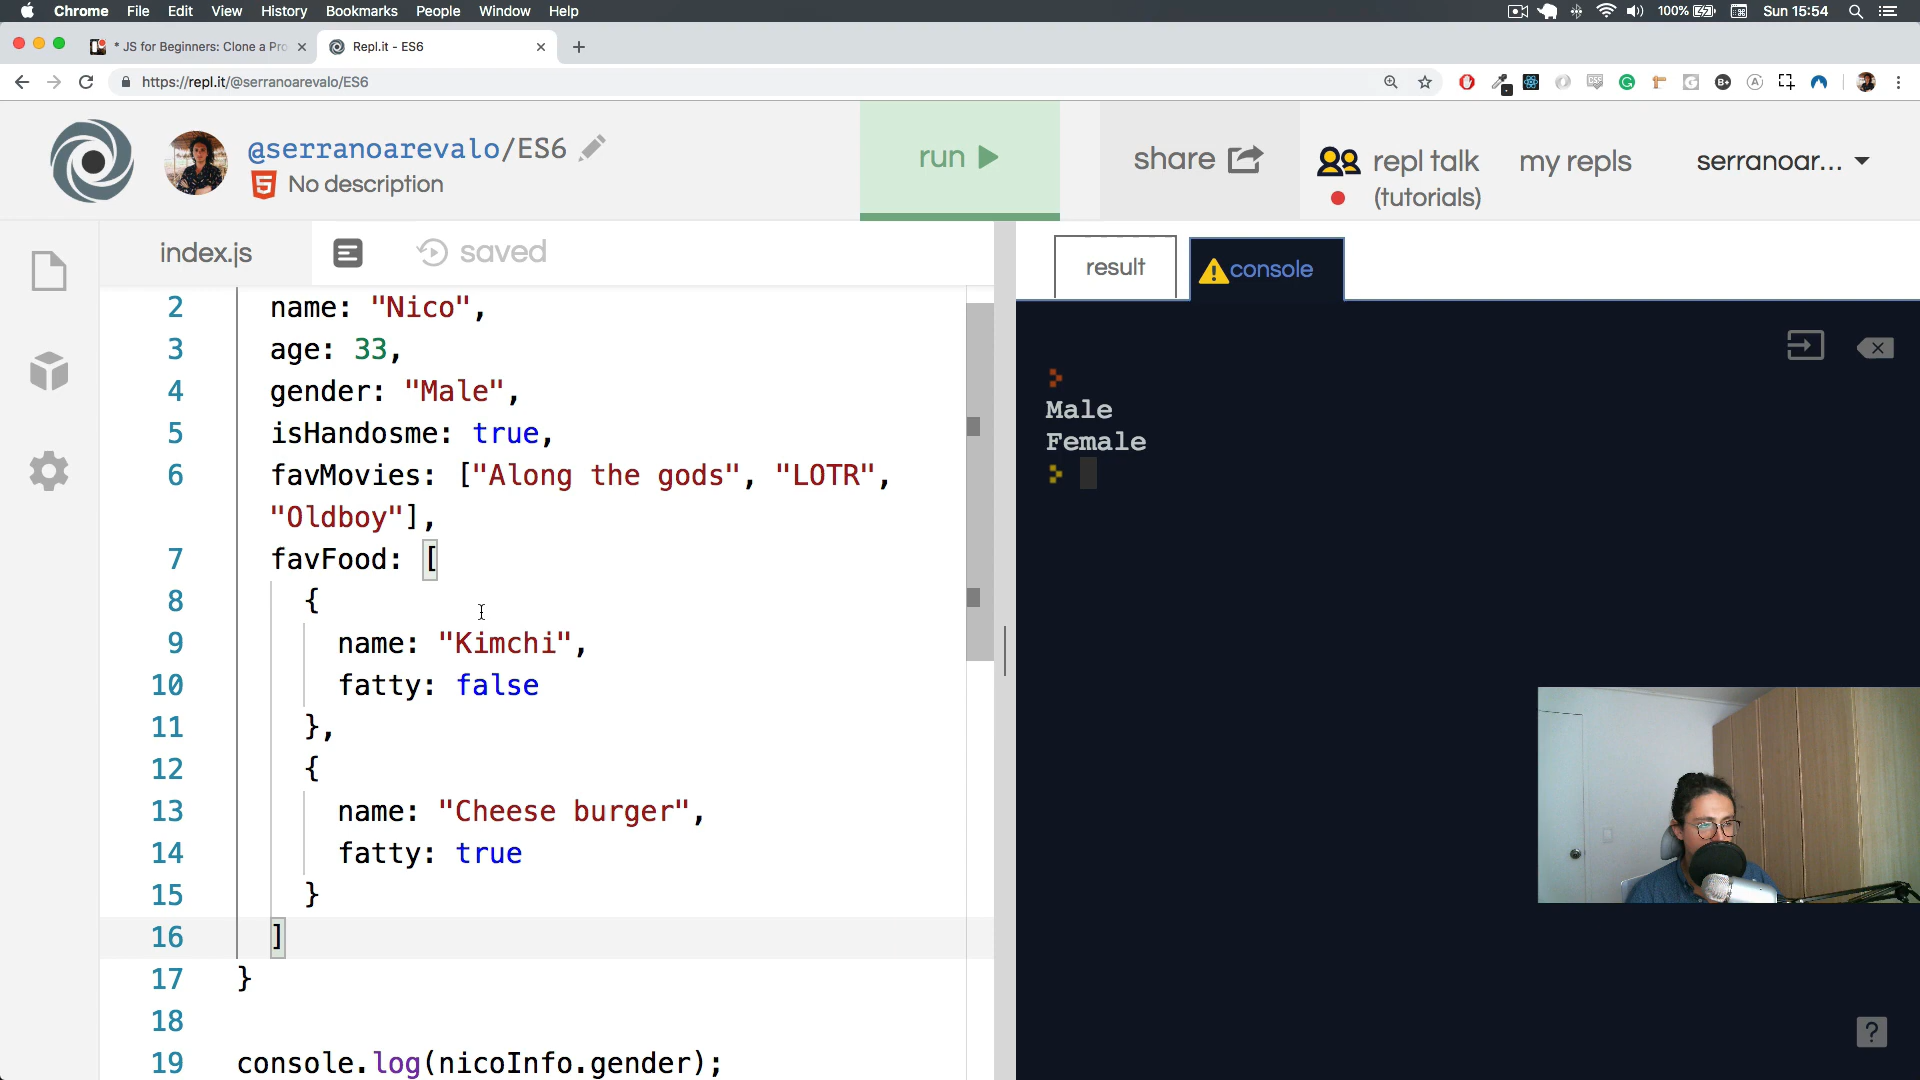 Chrome File Edit View History Bookmarks People Window Help 100% Sun 15:54
* JS for Beginners: Clone a Pro Repl.it - ES6
https://repl.it/@serranoarevalo/ES6
@serranoarevalo/ES6
No description
run
share
repl talk
(tutorials)
my repls
serranoar...
index.js
saved
result
console
2 name: "Nico",
3 age: 33,
4 gender: "Male",
5 isHandosme: true,
6 favMovies: ["Along the gods", "LOTR",
"Oldboy"],
7 favFood: [
8 {
9 name: "Kimchi",
10 fatty: false
11 },
12 {
13 name: "Cheese burger",
14 fatty: true
15 }
16 ]
17 }
18
19 console.log(nicoInfo.gender);
Male
Female